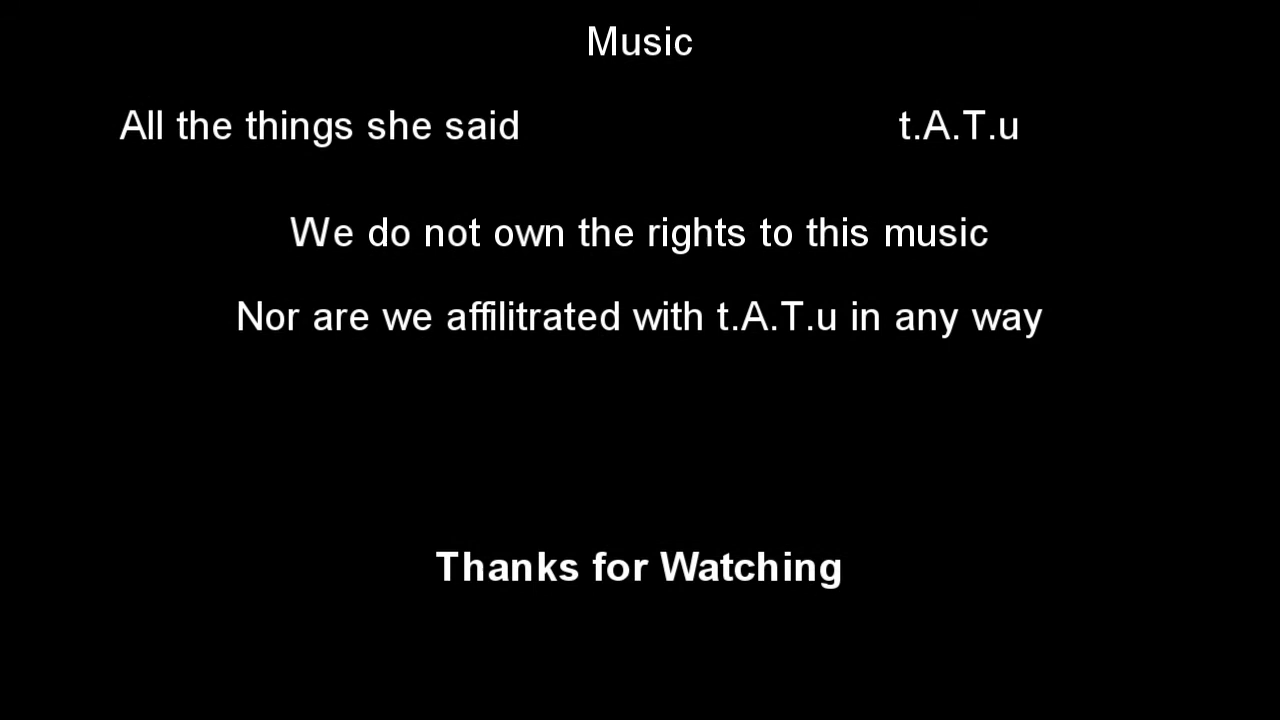 Music
All the things she said t.A.T.u
We do not own the rights to this music
Nor are we affilitrated with t.A.T.u in any way
Thanks for Watching